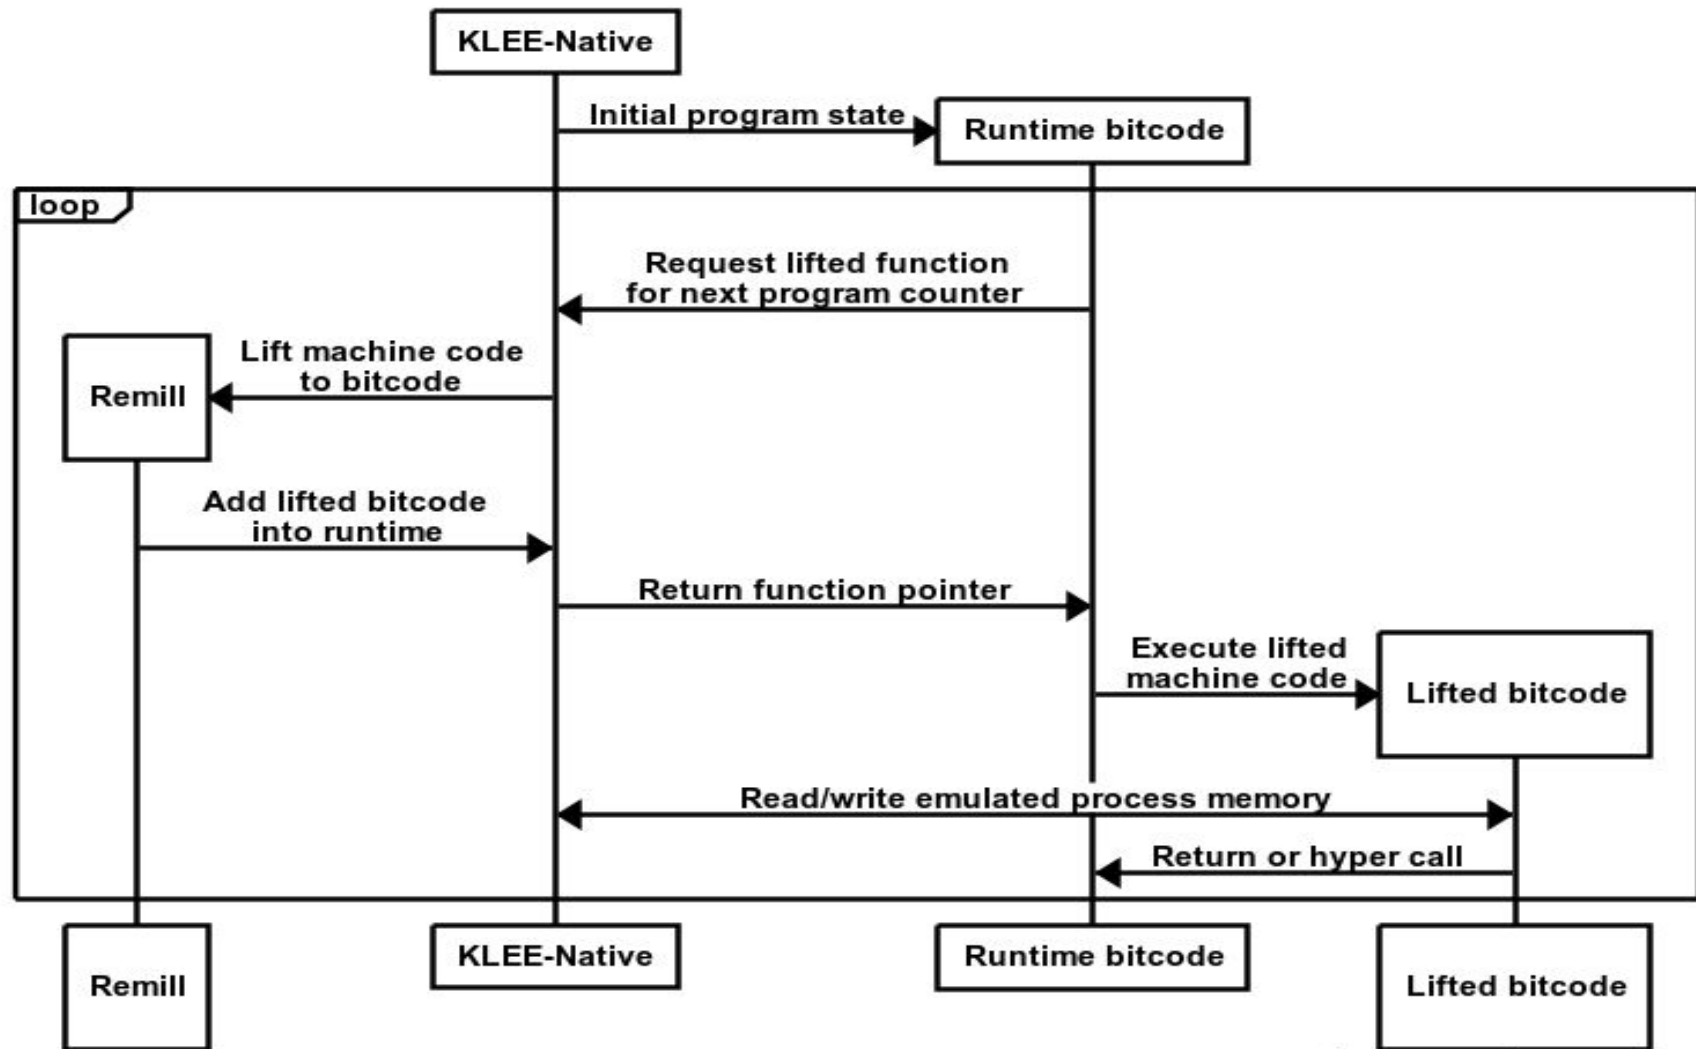 KLEE-Native
Initial program state
Runtime bitcode
loop
Request lifted function
for next program counter
Lift machine code
to bitcode
Remill
Add lifted bitcode
into runtime
Return function pointer
Execute lifted
machine code
Lifted bitcode
Read/write emulated process memory
Return or hyper call
Remill
KLEE-Native
Runtime bitcode
Lifted bitcode